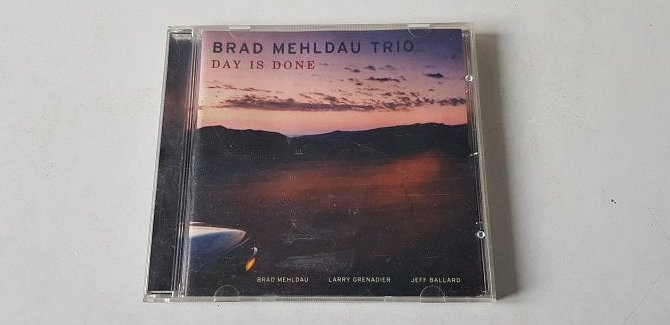 BRAD MEHLDAU TRIO
DAY IS DONE
BRAD MEHLDAU LARRY GRENADIER JEFF BALLARD